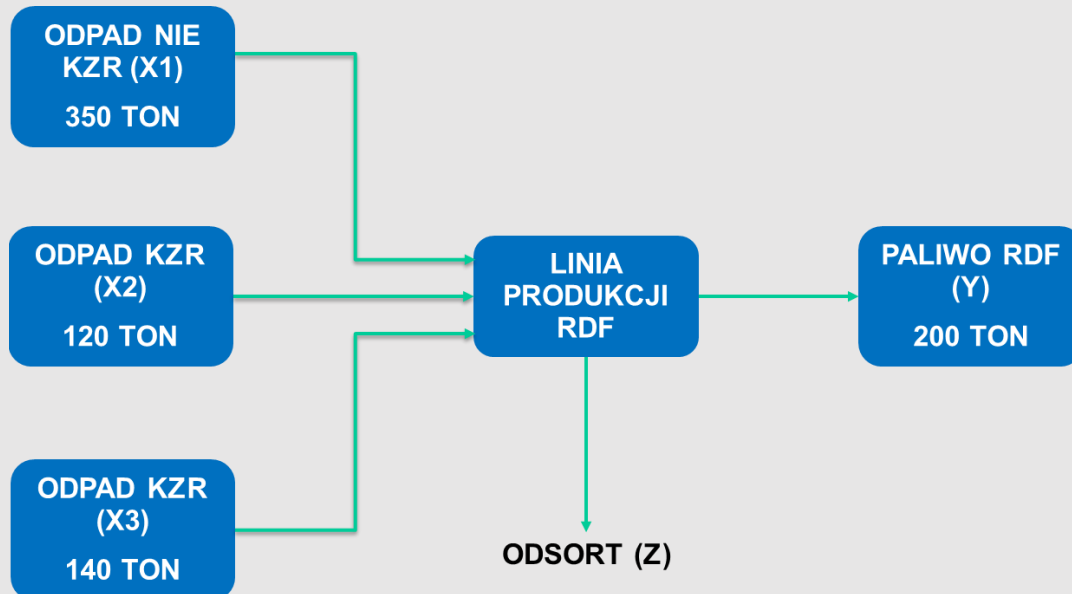 ODPAD NIE
KZR (X1)
350 TON
ODPAD KZR
(X2)
120 TON
LINIA
PRODUKCJI
RDF
PALIWO RDF
(Y)
200 TON
ODPAD KZR
(X3)
140 TON
ODSORT (Z)